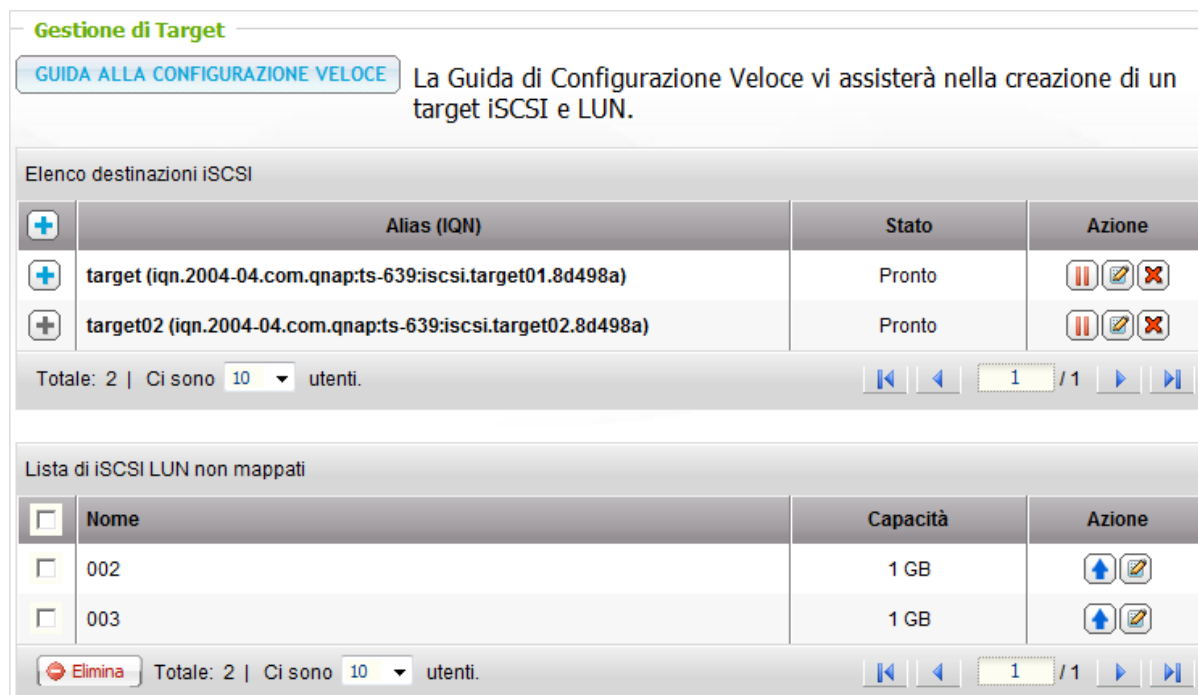 Gestione di Target
GUIDA ALLA CONFIGURAZIONE VELOCE
La Guida di Configurazione Veloce vi assisterà nella creazione di un
target iSCSI e LUN.
Elenco destinazioni iSCSI
Alias (IQN) Stato Azione
target (iqn.2004-04.com.qnap:ts-639:iscsi.target01.8d498a) Pronto
target02 (iqn.2004-04.com.qnap:ts-639:iscsi.target02.8d498a) Pronto
Totale: 2 | Ci sono 10 utenti. 1 / 1
Lista di iSCSI LUN non mappati
Nome Capacità Azione
002 1 GB
003 1 GB
Elimina Totale: 2 | Ci sono 10 utenti. 1 / 1